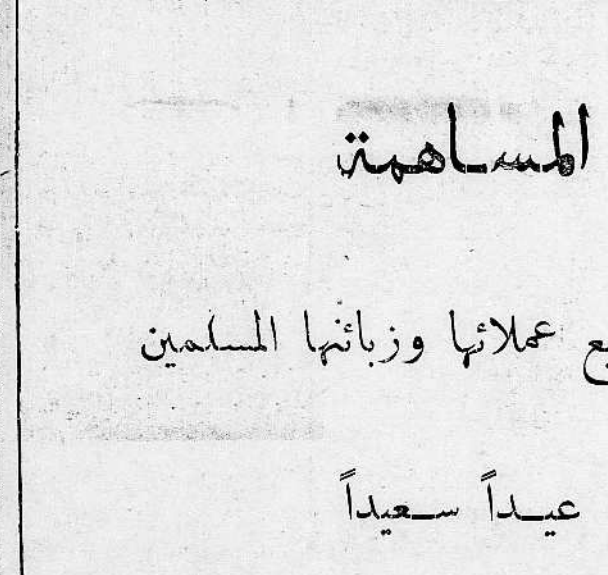 المساهمة
عملائها وزبائنها المسلمين
عيداً سعيداً